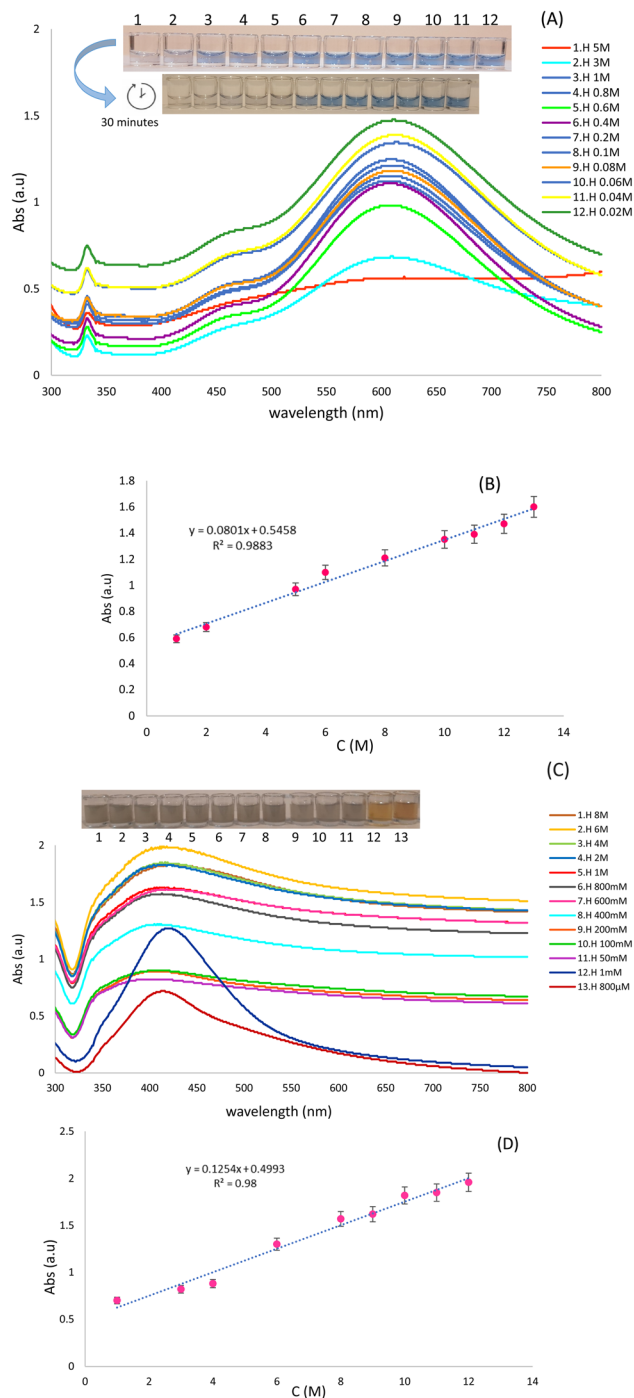 1 2 3 4 5 6 7 8 9 10 11 12
(A)
30 minutes
Abs (a.u)
2
1.5
1
0.5
0
300 350 400 450 500 550 600 650 700 750 800
wavelength (nm)
1.H 5M
2.H 3M
3.H 1M
4.H 0.8M
5.H 0.6M
6.H 0.4M
7.H 0.2M
8.H 0.1M
9.H 0.08M
10.H 0.06M
11.H 0.04M
12.H 0.02M
(B)
y = 0.0801x + 0.5458
R² = 0.9883
Abs (a.u)
1.8
1.6
1.4
1.2
1
0.8
0.6
0.4
0.2
0
0 2 4 6 8 10 12 14
C (M)
(C)
1 2 3 4 5 6 7 8 9 10 11 12 13
Abs (a.u)
2
1.5
1
0.5
0
300 350 400 450 500 550 600 650 700 750 800
wavelength (nm)
1.H 8M
2.H 6M
3.H 4M
4.H 2M
5.H 1M
6.H 800mM
7.H 600mM
8.H 400mM
9.H 200mM
10.H 100mM
11.H 50mM
12.H 1mM
13.H 800µM
(D)
y = 0.1254x + 0.4993
R² = 0.98
Abs (a.u)
2.5
2
1.5
1
0.5
0
0 2 4 6 8 10 12 14
C (M)